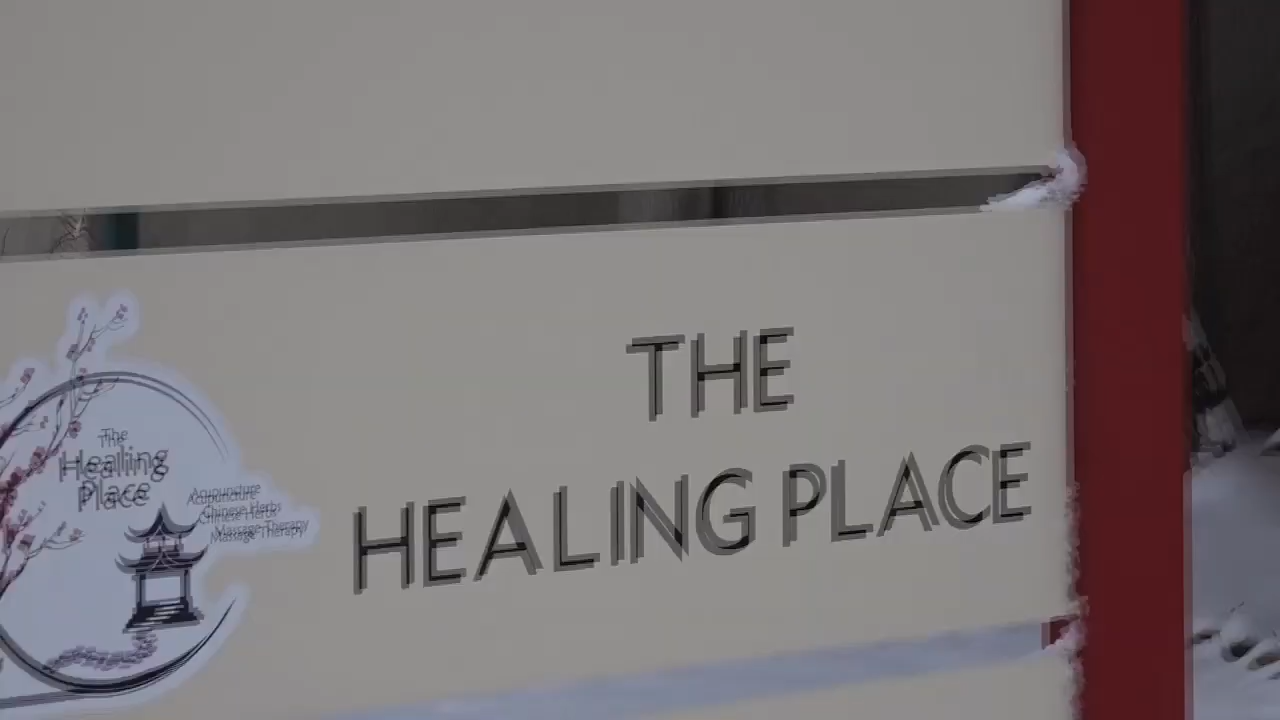 THE
HEALING PLACE
The
Healing
Place
Acupuncture
Chinese Herbs
Massage Therapy